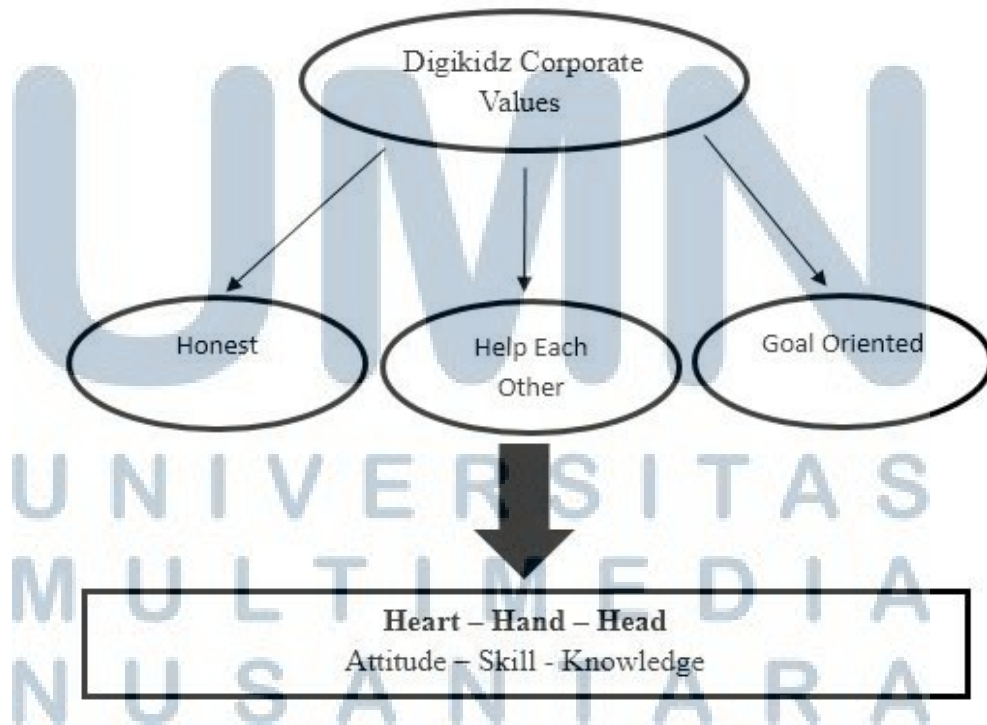 Digikidz Corporate
Values
Honest
Help Each
Other
Goal Oriented
Heart – Hand – Head
Attitude – Skill - Knowledge
UMN
UNIVERSITAS
MULTIMEDIA
NUSANTARA